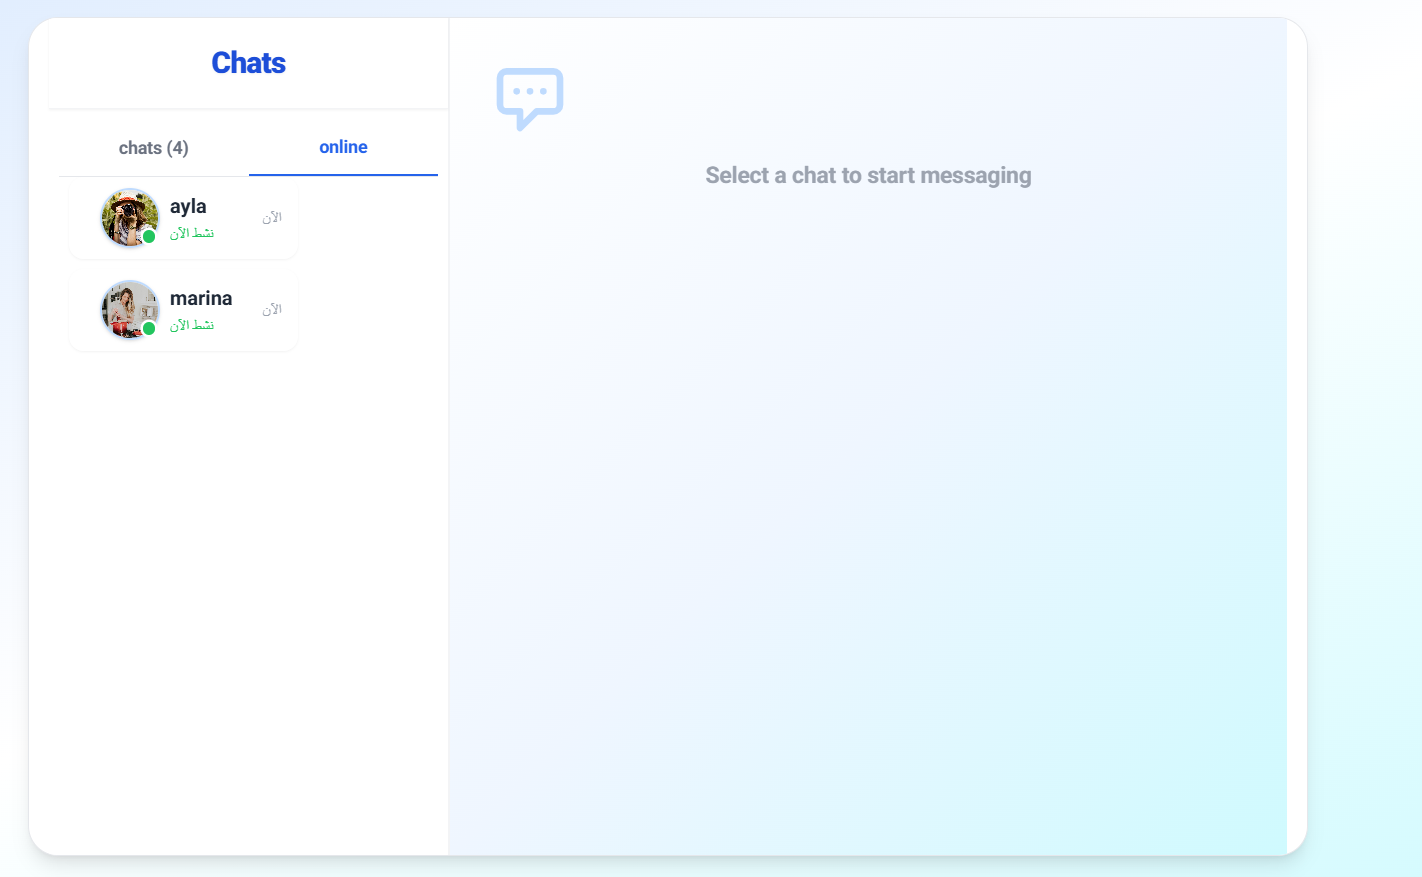 Chats
chats (4)
online
ayla
الآن
نشط الآن
marina
الآن
نشط الآن
Select a chat to start messaging